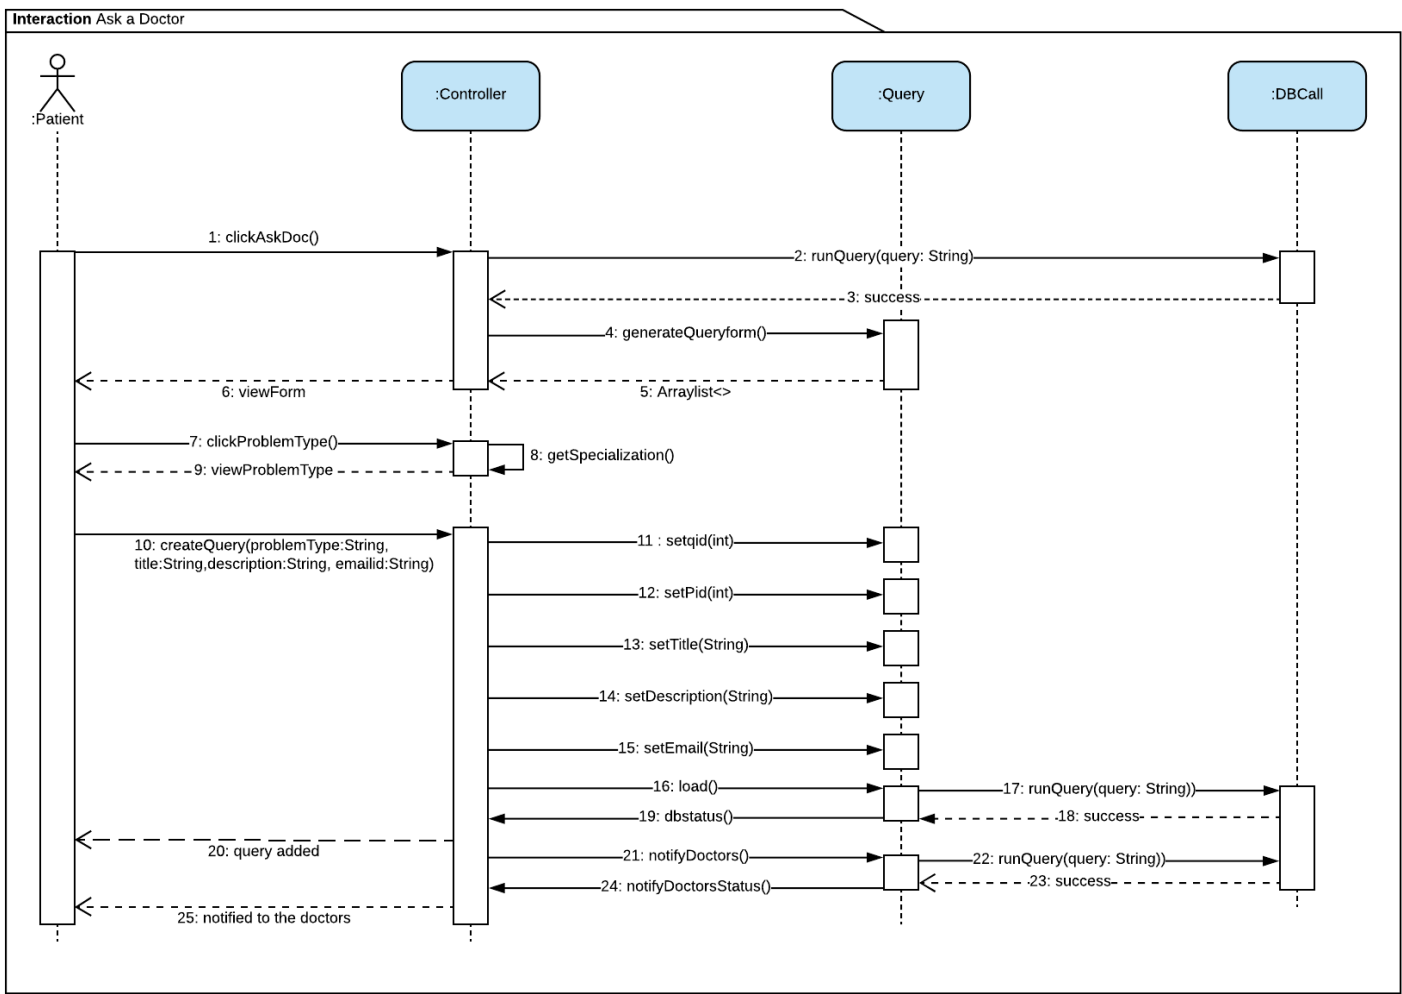 Interaction Ask a Doctor
:Patient
:Controller
:Query
:DBCall
1: clickAskDoc()
2: runQuery(query: String)
3: success
4: generateQueryform()
5: Arraylist<>
6: viewForm
7: clickProblemType()
8: getSpecialization()
9: viewProblemType
10: createQuery(problemType:String,
title:String,description:String, emailid:String)
11 : setqid(int)
12: setPid(int)
13: setTitle(String)
14: setDescription(String)
15: setEmail(String)
16: load()
17: runQuery(query: String))
18: success
19: dbstatus()
20: query added
21: notifyDoctors()
22: runQuery(query: String))
23: success
24: notifyDoctorsStatus()
25: notified to the doctors